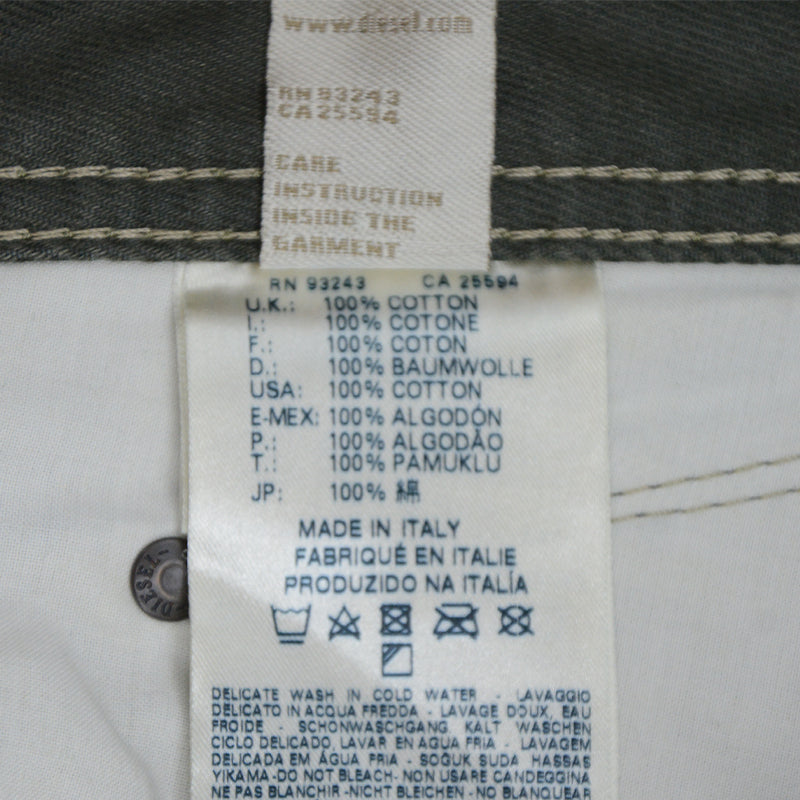 www.diesel.com
RN 93243
CA 25594
CARE
INSTRUCTION
INSIDE THE
GARMENT
RN 93243 CA 25594
U.K.: 100% COTTON
I.: 100% COTONE
F.: 100% COTON
D.: 100% BAUMWOLLE
USA: 100% COTTON
E-MEX: 100% ALGODÓN
P.: 100% ALGODÃO
T.: 100% PAMUKLU
JP: 100% 綿
MADE IN ITALY
FABRIQUÉ EN ITALIE
PRODUZIDO NA ITALÍA
DIESEL
DELICATE WASH IN COLD WATER - LAVAGGIO
DELICATO IN ACQUA FREDDA - LAVAGE DOUX, EAU
FROIDE - SCHONWASCHGANG KALT WASCHEN
CICLO DELICADO, LAVAR EN AGUA FRIA - LAVAGEM
DELICADA EM ÁGUA FRIA - SOĞUK SUDA HASSAS
YIKAMA - DO NOT BLEACH - NON USARE CANDEGGINA
NE PAS BLANCHIR - NICHT BLEICHEN - NO BLANQUEAR